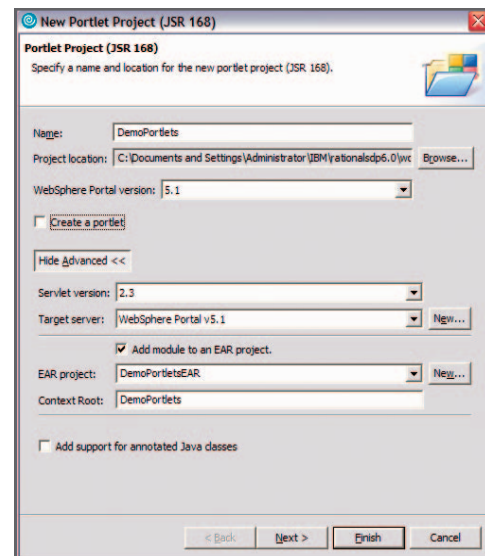 New Portlet Project (JSR 168)
Portlet Project (JSR 168)
Specify a name and location for the new portlet project (JSR 168).
Name: DemoPortlets
Project location: C:\Documents and Settings\Administrator\IBM\rationalsdp6.0\wc Browse...
WebSphere Portal version: 5.1
Create a portlet
Hide Advanced <<
Servlet version: 2.3
Target server: WebSphere Portal v5.1 New...
Add module to an EAR project.
EAR project: DemoPortletsEAR New...
Context Root: DemoPortlets
Add support for annotated Java classes
< Back Next > Finish Cancel